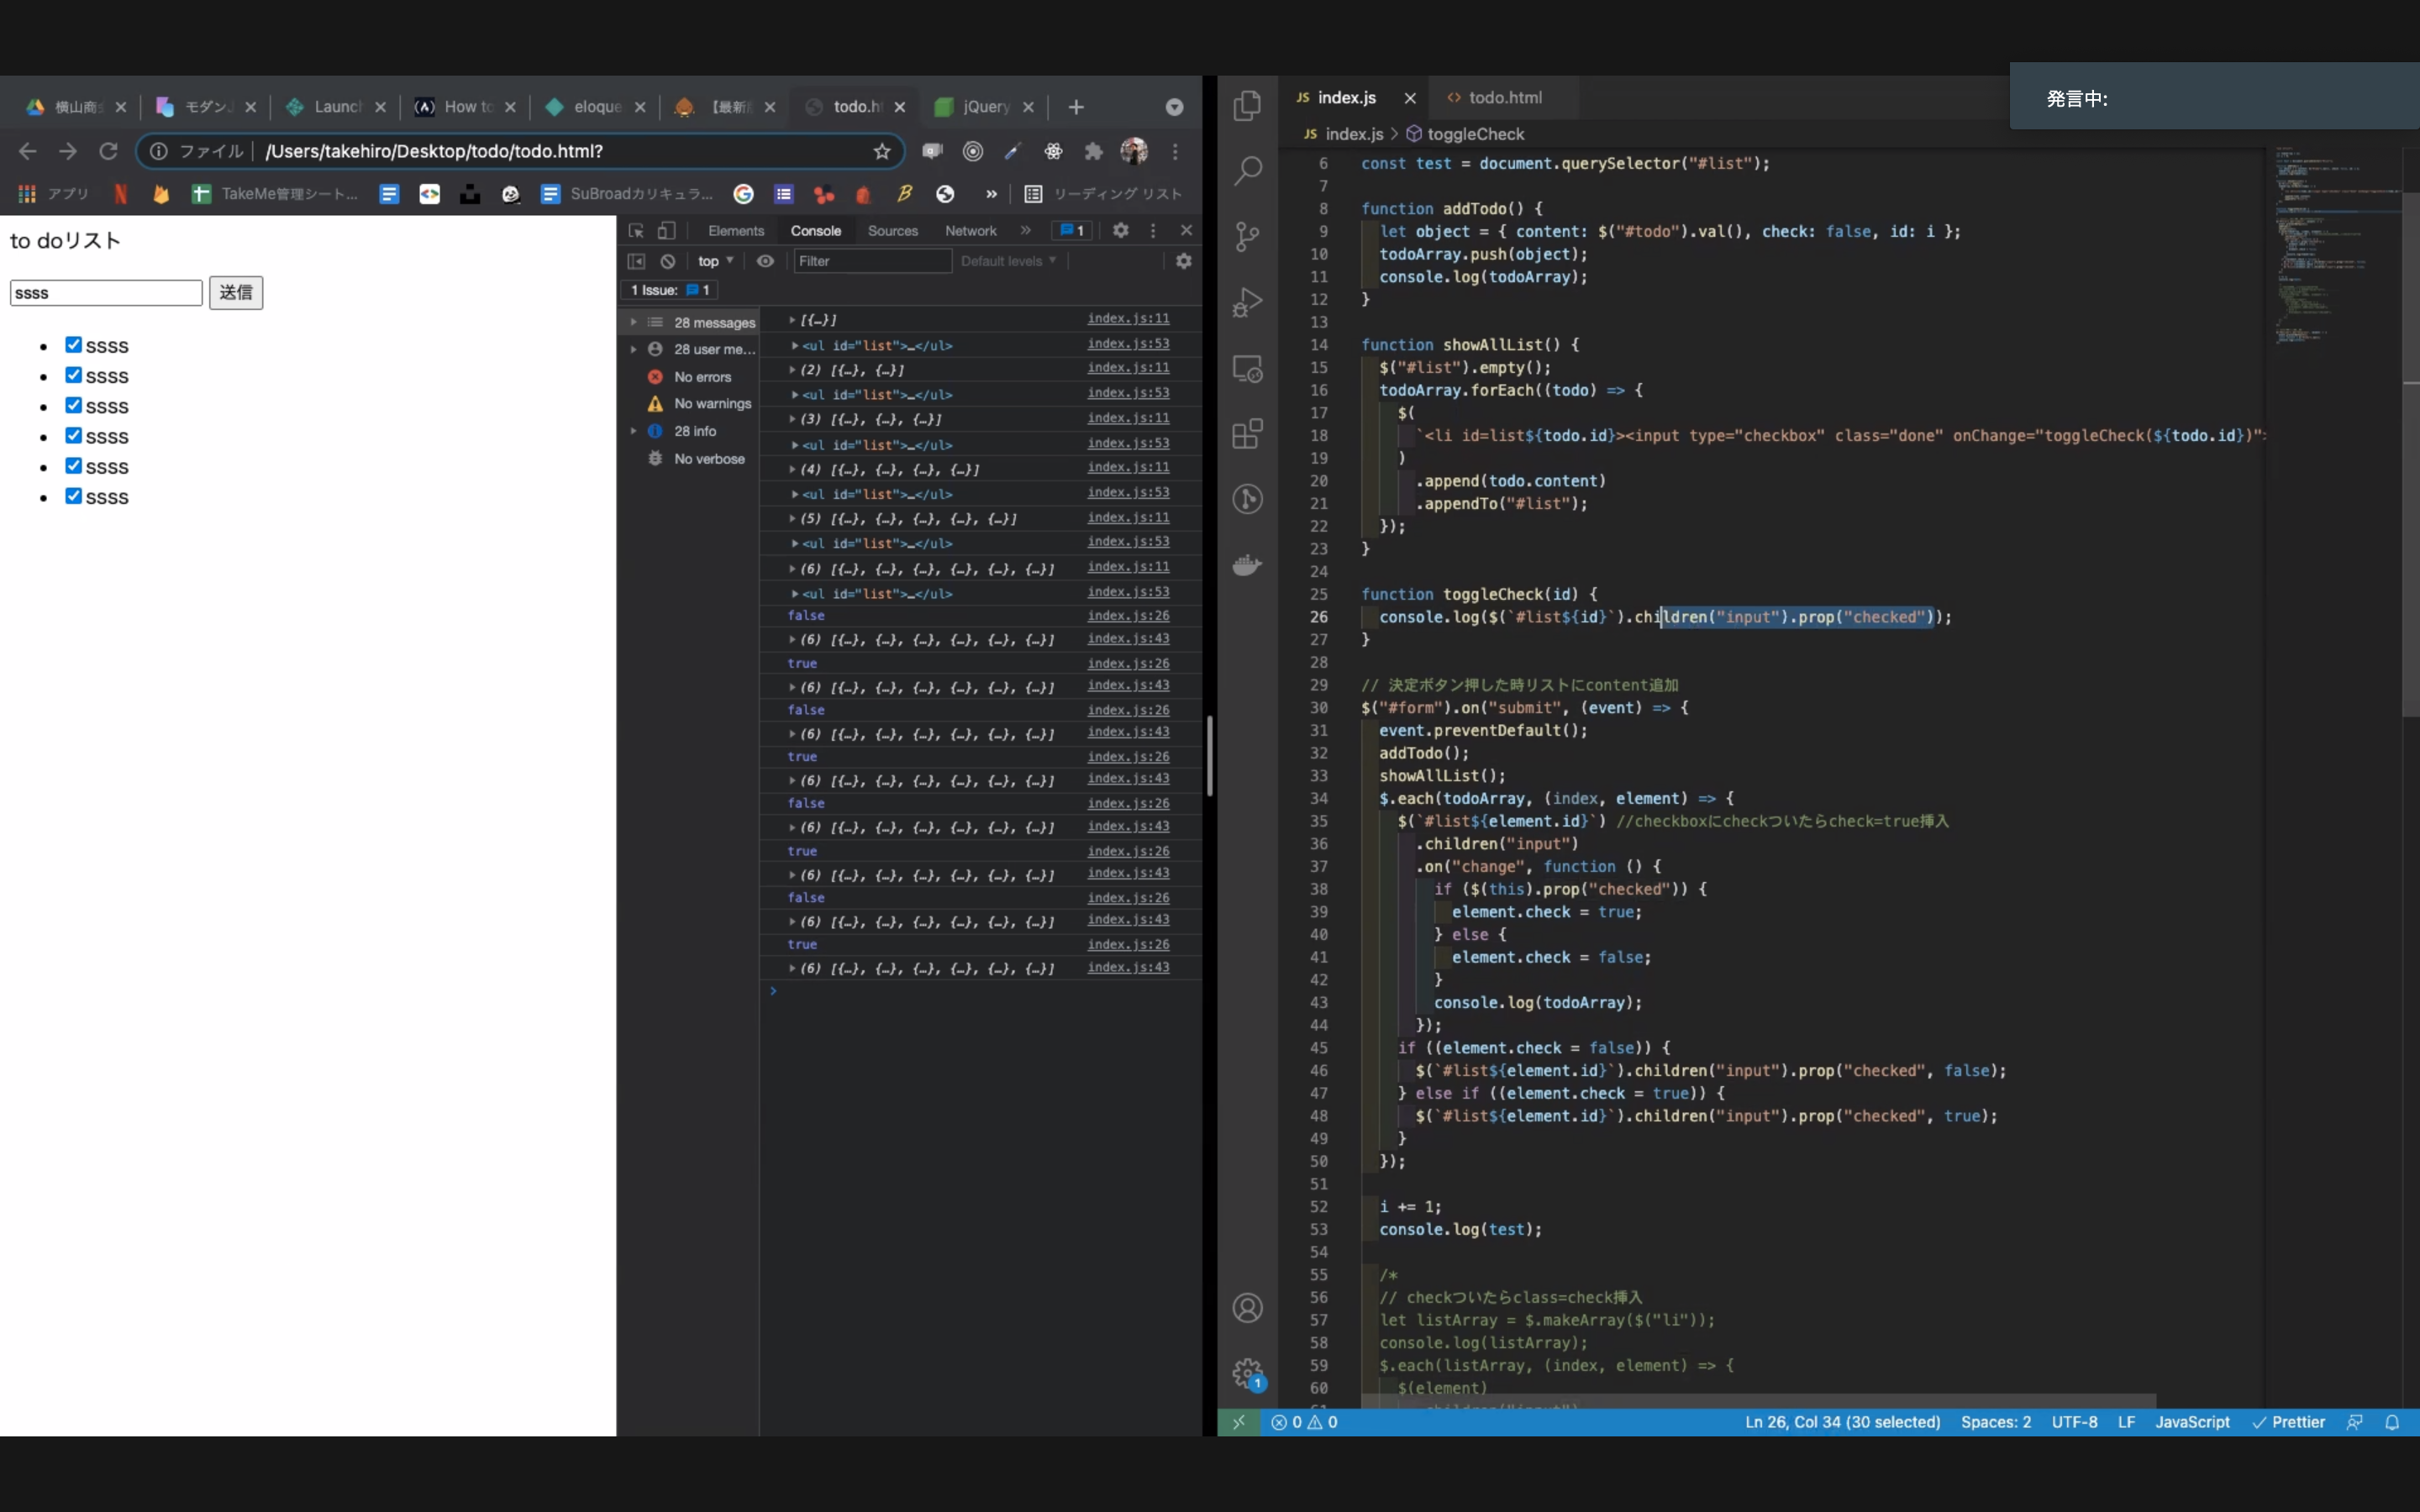 横山商 モダン Launc How to eloque 【最新 todo.h jQuery
ファイル /Users/takehiro/Desktop/todo/todo.html?
アプリ TakeMe管理シート... SuBroadカリキュラ... » リーディング リスト
to doリスト
ssss 送信
ssss
ssss
ssss
ssss
ssss
ssss
Elements Console Sources Network » 1
top Filter Default levels
1 Issue: 1
28 messages
28 user me...
No errors
No warnings
28 info
No verbose
[{…}] index.js:11
<ul id="list">…</ul> index.js:53
(2) [{…}, {…}] index.js:11
<ul id="list">…</ul> index.js:53
(3) [{…}, {…}, {…}] index.js:11
<ul id="list">…</ul> index.js:53
(4) [{…}, {…}, {…}, {…}] index.js:11
<ul id="list">…</ul> index.js:53
(5) [{…}, {…}, {…}, {…}, {…}] index.js:11
<ul id="list">…</ul> index.js:53
(6) [{…}, {…}, {…}, {…}, {…}, {…}] index.js:11
<ul id="list">…</ul> index.js:53
false index.js:26
(6) [{…}, {…}, {…}, {…}, {…}, {…}] index.js:43
true index.js:26
(6) [{…}, {…}, {…}, {…}, {…}, {…}] index.js:43
false index.js:26
(6) [{…}, {…}, {…}, {…}, {…}, {…}] index.js:43
true index.js:26
(6) [{…}, {…}, {…}, {…}, {…}, {…}] index.js:43
false index.js:26
(6) [{…}, {…}, {…}, {…}, {…}, {…}] index.js:43
true index.js:26
(6) [{…}, {…}, {…}, {…}, {…}, {…}] index.js:43
false index.js:26
(6) [{…}, {…}, {…}, {…}, {…}, {…}] index.js:43
true index.js:26
(6) [{…}, {…}, {…}, {…}, {…}, {…}] index.js:43
JS index.js <> todo.html
発言中:
JS index.js > toggleCheck
6 const test = document.querySelector("#list");
7
8 function addTodo() {
9 let object = { content: $("#todo").val(), check: false, id: i };
10 todoArray.push(object);
11 console.log(todoArray);
12 }
13
14 function showAllList() {
15 $("#list").empty();
16 todoArray.forEach((todo) => {
17 $(
18 `<li id=list${todo.id}><input type="checkbox" class="done" onChange="toggleCheck(${todo.id})">
19 )
20 .append(todo.content)
21 .appendTo("#list");
22 });
23 }
24
25 function toggleCheck(id) {
26 console.log($(`#list${id}`).children("input").prop("checked"));
27 }
28
29 // 決定ボタン押した時リストにcontent追加
30 $("#form").on("submit", (event) => {
31 event.preventDefault();
32 addTodo();
33 showAllList();
34 $.each(todoArray, (index, element) => {
35 $(`#list${element.id}`) //checkboxにcheckついたらcheck=true挿入
36 .children("input")
37 .on("change", function () {
38 if ($(this).prop("checked")) {
39 element.check = true;
40 } else {
41 element.check = false;
42 }
43 console.log(todoArray);
44 });
45 if ((element.check = false)) {
46 $(`#list${element.id}`).children("input").prop("checked", false);
47 } else if ((element.check = true)) {
48 $(`#list${element.id}`).children("input").prop("checked", true);
49 }
50 });
51
52 i += 1;
53 console.log(test);
54
55 /*
56 // checkついたらclass=check挿入
57 let listArray = $.makeArray($("li"));
58 console.log(listArray);
59 $.each(listArray, (index, element) => {
60 $(element)
0 0 Ln 26, Col 34 (30 selected) Spaces: 2 UTF-8 LF JavaScript Prettier
1